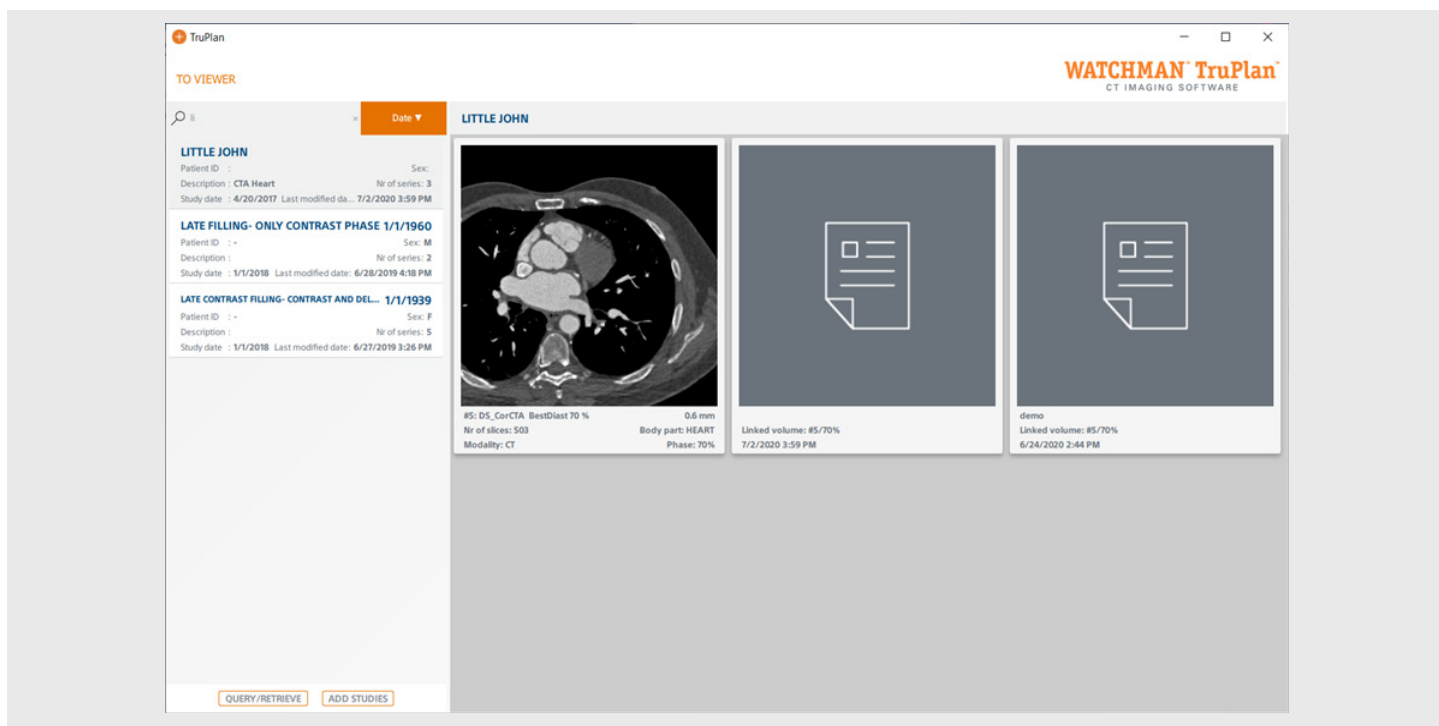 TruPlan
TO VIEWER
WATCHMAN™ TruPlan™
CT IMAGING SOFTWARE
li
×
Date ▼
LITTLE JOHN
LITTLE JOHN
Patient ID : Sex:
Description : CTA Heart Nr of series: 3
Study date : 4/20/2017 Last modified da... 7/2/2020 3:59 PM
LATE FILLING- ONLY CONTRAST PHASE 1/1/1960
Patient ID : - Sex: M
Description : Nr of series: 2
Study date : 1/1/2018 Last modified date: 6/28/2019 4:18 PM
LATE CONTRAST FILLING- CONTRAST AND DEL... 1/1/1939
Patient ID : - Sex: F
Description : Nr of series: 5
Study date : 1/1/2018 Last modified date: 6/27/2019 3:26 PM
QUERY/RETRIEVE ADD STUDIES
#5: DS_CorCTA BestDiast 70 % 0.6 mm
Nr of slices: 503 Body part: HEART
Modality: CT Phase: 70%
Linked volume: #5/70%
7/2/2020 3:59 PM
demo
Linked volume: #5/70%
6/24/2020 2:44 PM